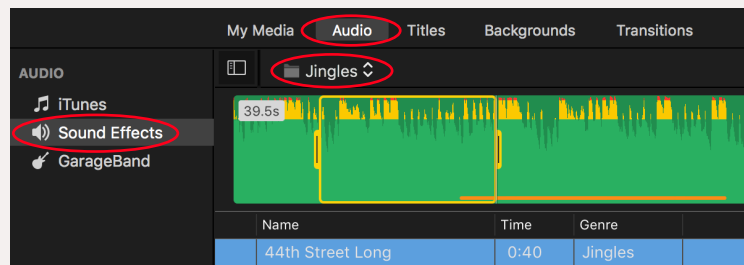 My Media Audio Titles Backgrounds Transitions
AUDIO
Jingles
iTunes
Sound Effects
GarageBand
39.5s
Name Time Genre
44th Street Long 0:40 Jingles